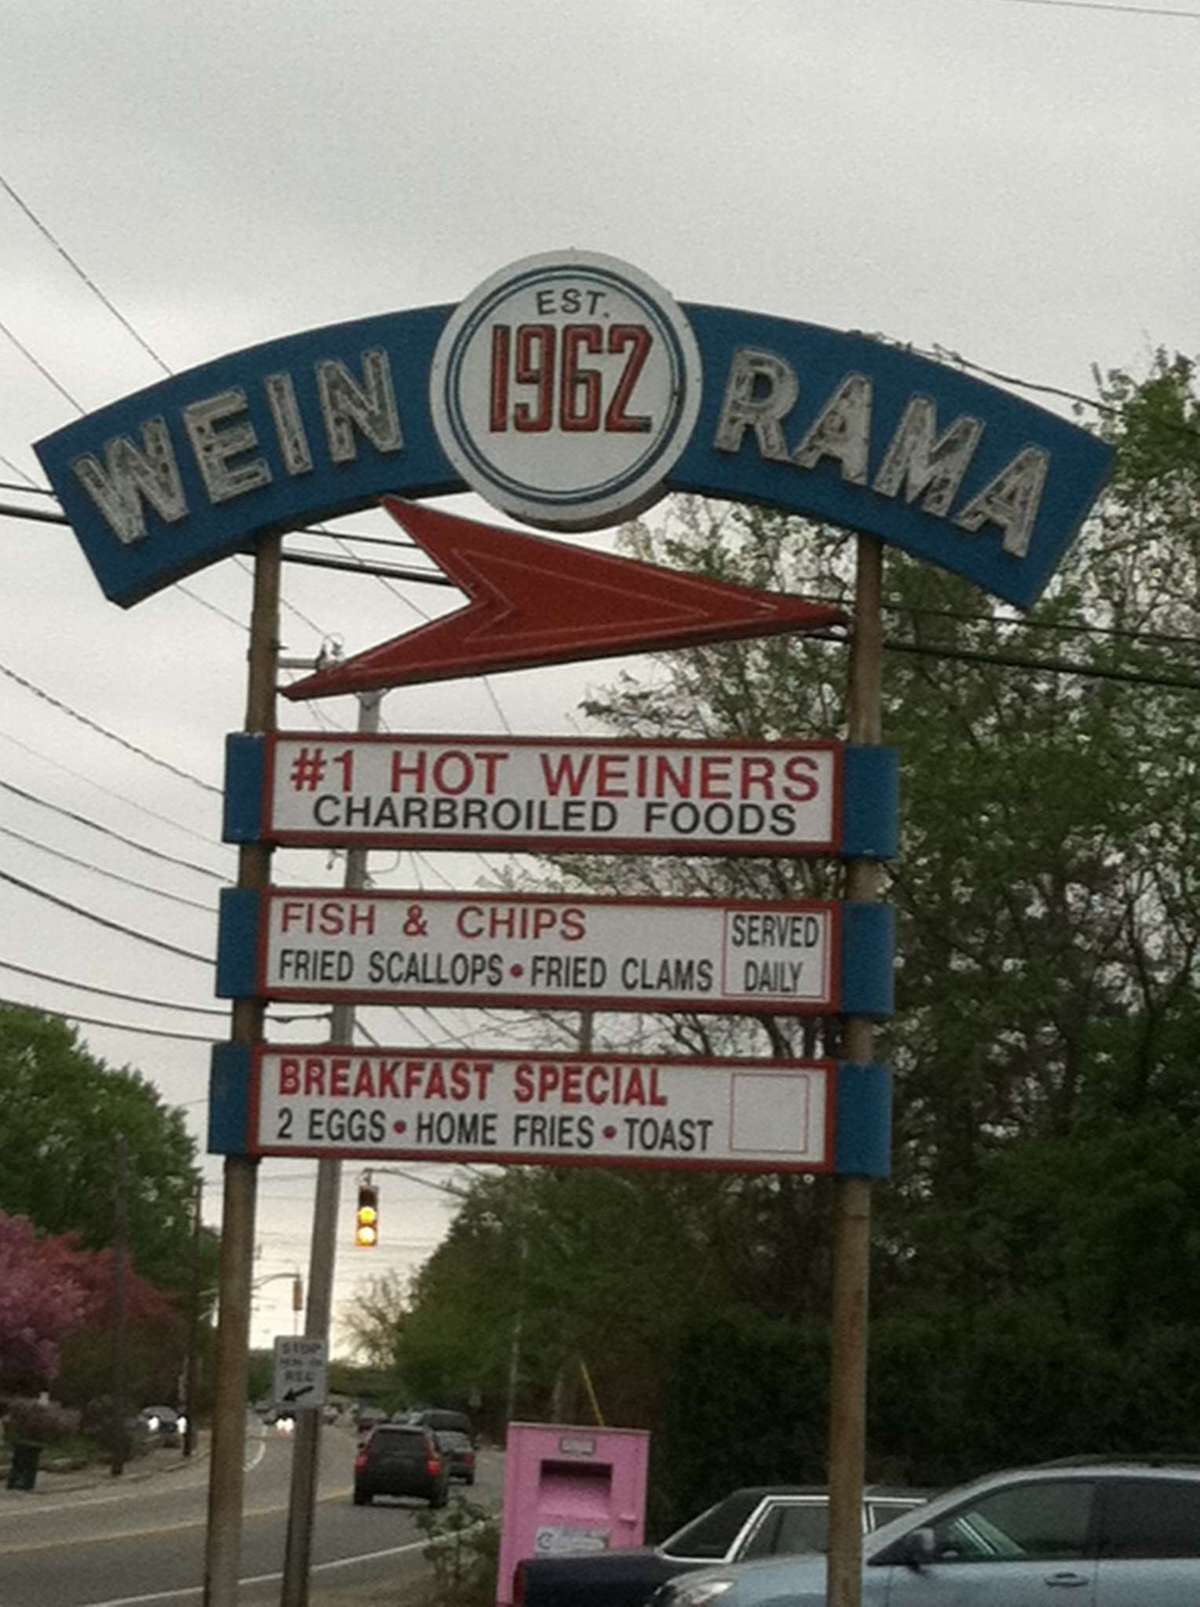 EST.
1962
WEIN RAMA
#1 HOT WEINERS
CHARBROILED FOODS
FISH & CHIPS
FRIED SCALLOPS • FRIED CLAMS
SERVED
DAILY
BREAKFAST SPECIAL
2 EGGS • HOME FRIES • TOAST
STOP